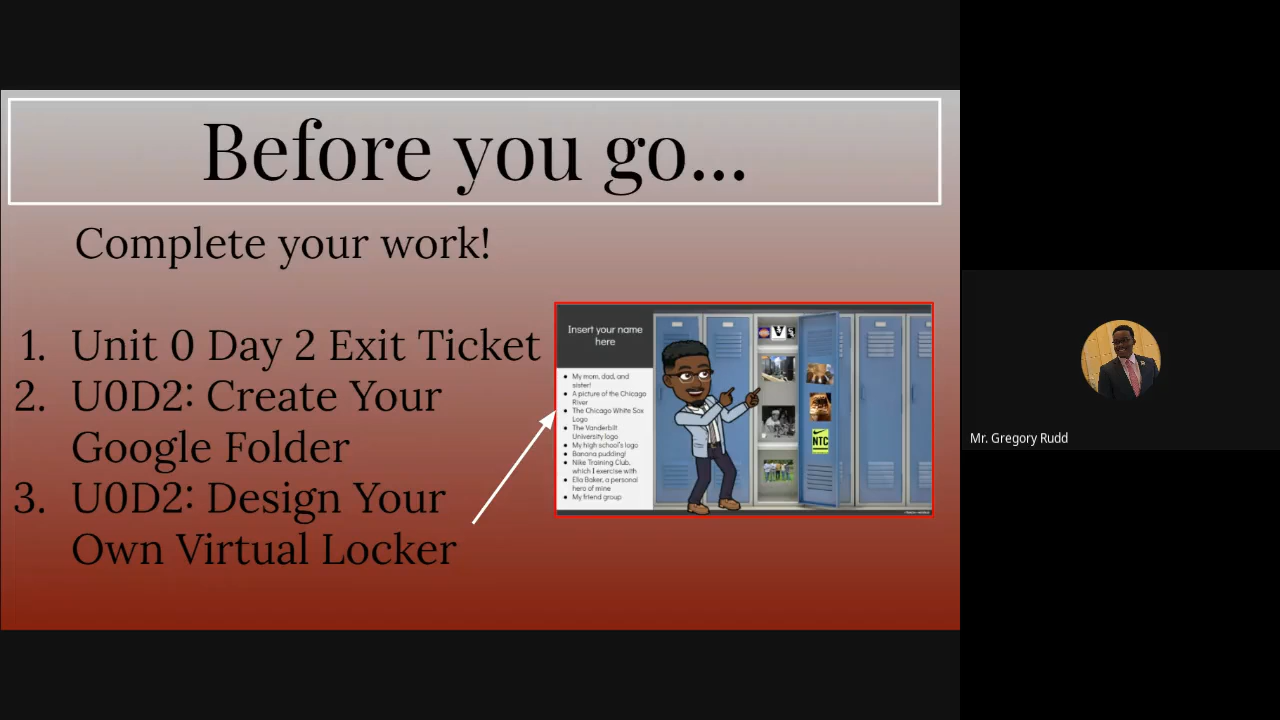 Before you go...
Complete your work!
1. Unit 0 Day 2 Exit Ticket
2. U0D2: Create Your
Google Folder
3. U0D2: Design Your
Own Virtual Locker
Insert your name
here
● My mom, dad, and
sister!
● A picture of the Chicago
River
● The Chicago White Sox
Logo
● The Vanderbilt
University logo
● My high school's logo
● Banana pudding!
● Nike Training Club,
which I exercise with
● Ella Baker, a personal
hero of mine
● My friend group
NTC
Mr. Gregory Rudd